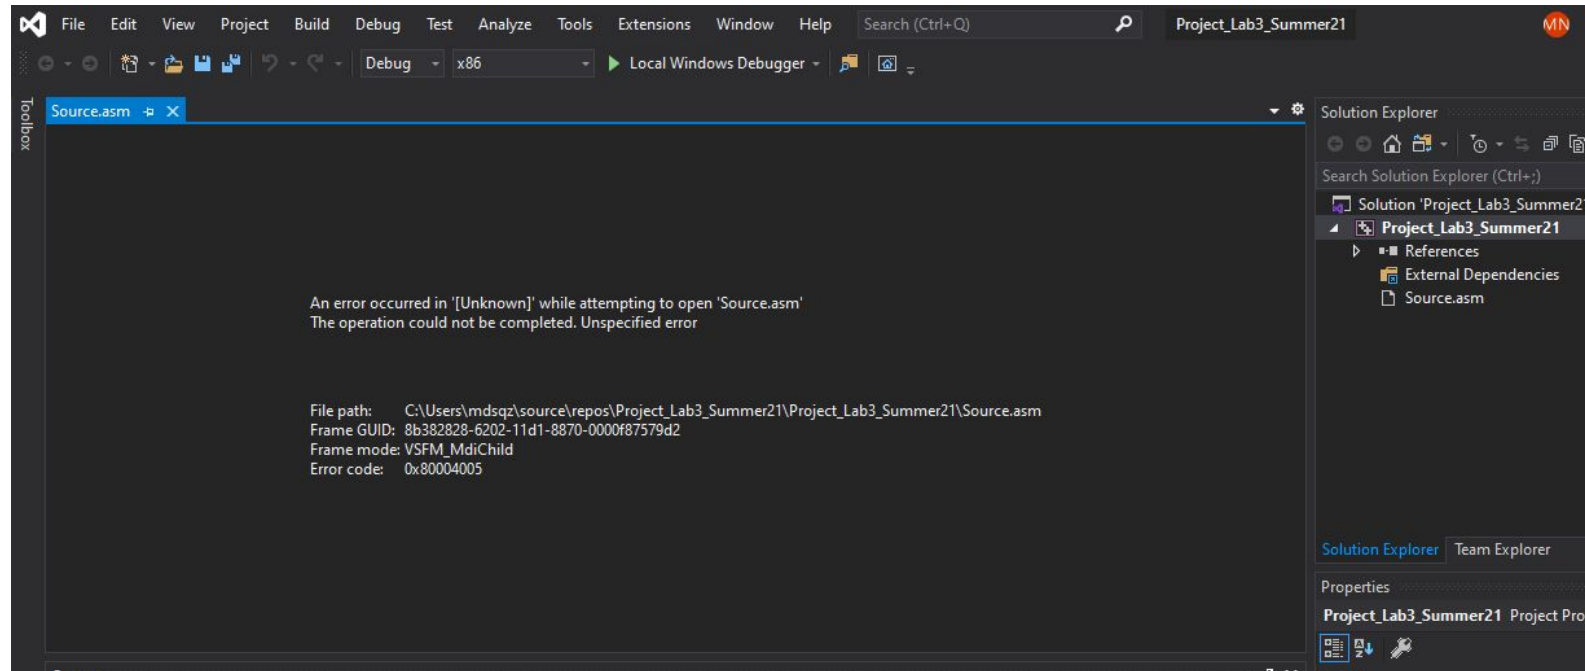 File Edit View Project Build Debug Test Analyze Tools Extensions Window Help Search (Ctrl+Q) Project_Lab3_Summer21 MN
Debug x86 Local Windows Debugger
Toolbox
Source.asm
Solution Explorer
Search Solution Explorer (Ctrl+;)
Solution 'Project_Lab3_Summer2
Project_Lab3_Summer21
References
External Dependencies
Source.asm
An error occurred in '[Unknown]' while attempting to open 'Source.asm'
The operation could not be completed. Unspecified error
File path: C:\Users\mdsqz\source\repos\Project_Lab3_Summer21\Project_Lab3_Summer21\Source.asm
Frame GUID: 8b382828-6202-11d1-8870-0000f87579d2
Frame mode: VSFM_MdiChild
Error code: 0x80004005
Solution Explorer Team Explorer
Properties
Project_Lab3_Summer21 Project Pro